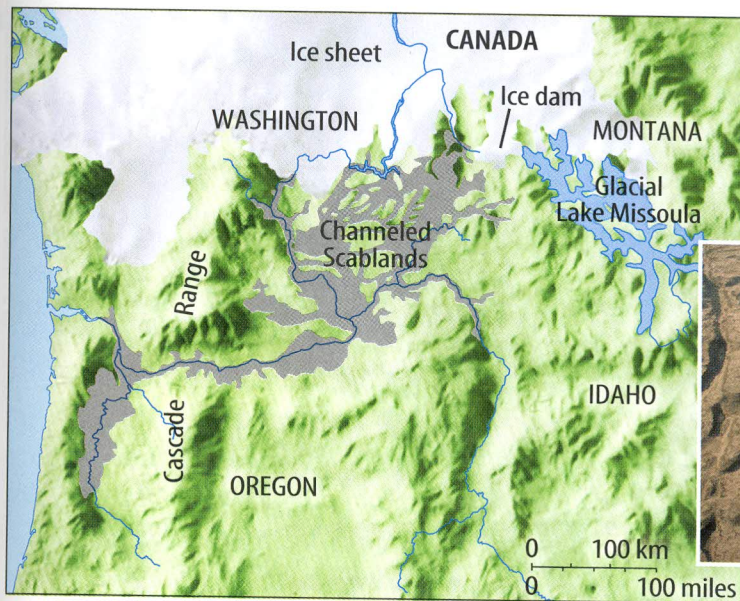 CANADA
Ice sheet
Ice dam
WASHINGTON
MONTANA
Glacial
Lake Missoula
Channeled
Scablands
Range
IDAHO
Cascade
OREGON
0 100 km
0 100 miles